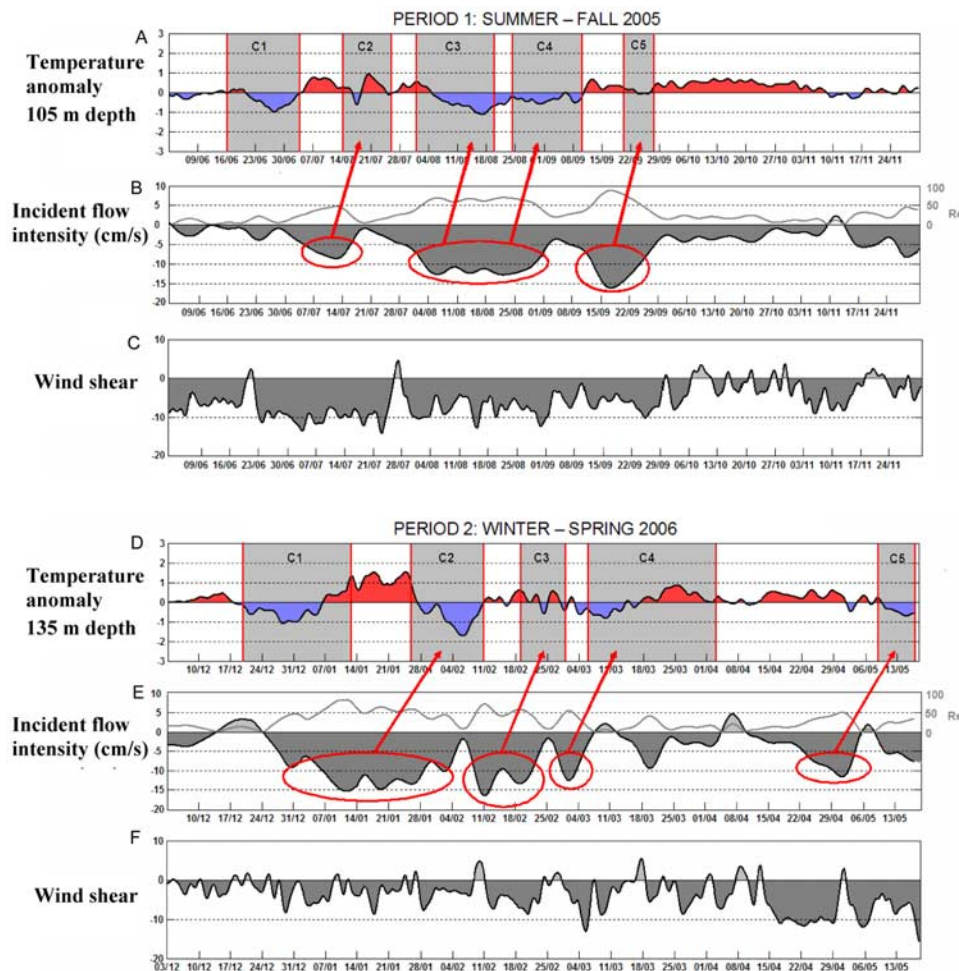 PERIOD 1: SUMMER – FALL 2005
A
Temperature
anomaly
105 m depth
3
2
1
0
-1
-2
-3
C1
C2
C3
C4
C5
09/06 16/06 23/06 30/06 07/07 14/07 21/07 28/07 04/08 11/08 18/08 25/08 01/09 08/09 15/09 22/09 29/09 06/10 13/10 20/10 27/10 03/11 10/11 17/11 24/11
B
Incident flow
intensity (cm/s)
10
5
0
-5
-10
-15
-20
100
50
0
Re
09/06 16/06 23/06 30/06 07/07 14/07 21/07 28/07 04/08 11/08 18/08 25/08 01/09 08/09 15/09 22/09 29/09 06/10 13/10 20/10 27/10 03/11 10/11 17/11 24/11
C
Wind shear
10
0
-10
-20
09/06 16/06 23/06 30/06 07/07 14/07 21/07 28/07 04/08 11/08 18/08 25/08 01/09 08/09 15/09 22/09 29/09 06/10 13/10 20/10 27/10 03/11 10/11 17/11 24/11
PERIOD 2: WINTER – SPRING 2006
D
Temperature
anomaly
135 m depth
3
2
1
0
-1
-2
-3
C1
C2
C3
C4
C5
10/12 17/12 24/12 31/12 07/01 14/01 21/01 28/01 04/02 11/02 18/02 25/02 04/03 11/03 18/03 25/03 01/04 08/04 15/04 22/04 29/04 06/05 13/05
E
Incident flow
intensity (cm/s)
10
5
0
-5
-10
-15
-20
100
50
0
Re
10/12 17/12 24/12 31/12 07/01 14/01 21/01 28/01 04/02 11/02 18/02 25/02 04/03 11/03 18/03 25/03 01/04 08/04 15/04 22/04 29/04 06/05 13/05
F
Wind shear
10
0
-10
-20
03/12 10/12 17/12 24/12 31/12 07/01 14/01 21/01 28/01 04/02 11/02 18/02 25/02 04/03 11/03 18/03 25/03 01/04 08/04 15/04 22/04 29/04 06/05 13/05